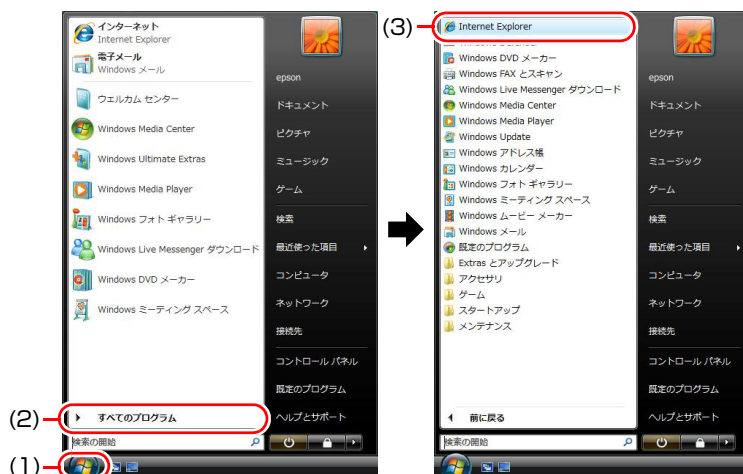 インターネット
Internet Explorer
電子メール
Windows メール
ウェルカム センター
Windows Media Center
Windows Ultimate Extras
Windows Media Player
Windows フォト ギャラリー
Windows Live Messenger ダウンロード
Windows DVD メーカー
Windows ミーティング スペース
(2)
すべてのプログラム
検索の開始
(1)
epson
ドキュメント
ピクチャ
ミュージック
ゲーム
検索
最近使った項目
コンピュータ
ネットワーク
接続先
コントロール パネル
既定のプログラム
ヘルプとサポート
(3)
Internet Explorer
Windows DVD メーカー
Windows FAX とスキャン
Windows Live Messenger ダウンロード
Windows Media Center
Windows Media Player
Windows Update
Windows アドレス帳
Windows カレンダー
Windows フォト ギャラリー
Windows ミーティング スペース
Windows ムービー メーカー
Windows メール
既定のプログラム
Extras とアップグレード
アクセサリ
ゲーム
スタートアップ
メンテナンス
前に戻る
検索の開始
epson
ドキュメント
ピクチャ
ミュージック
ゲーム
検索
最近使った項目
コンピュータ
ネットワーク
接続先
コントロール パネル
既定のプログラム
ヘルプとサポート